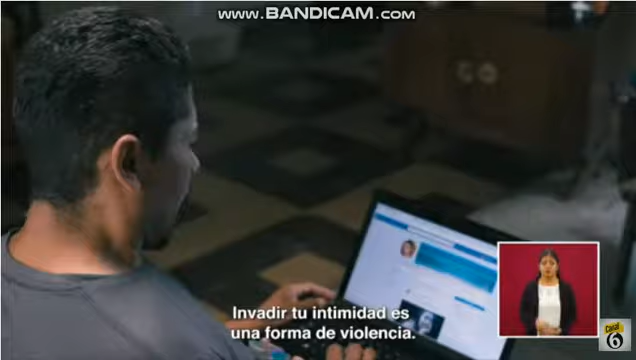 www.BANDICAM.com
Invadir tu intimidad es
una forma de violencia.
Canal
6